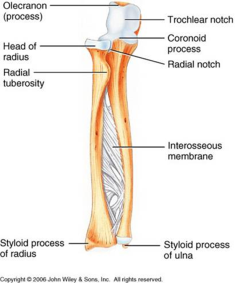 Olecranon
(process)
Trochlear notch
Head of
radius
Coronoid
process
Radial notch
Radial
tuberosity
Interosseous
membrane
Styloid process
of radius
Styloid process
of ulna
Copyright © 2006 John Wiley & Sons, Inc. All rights reserved.